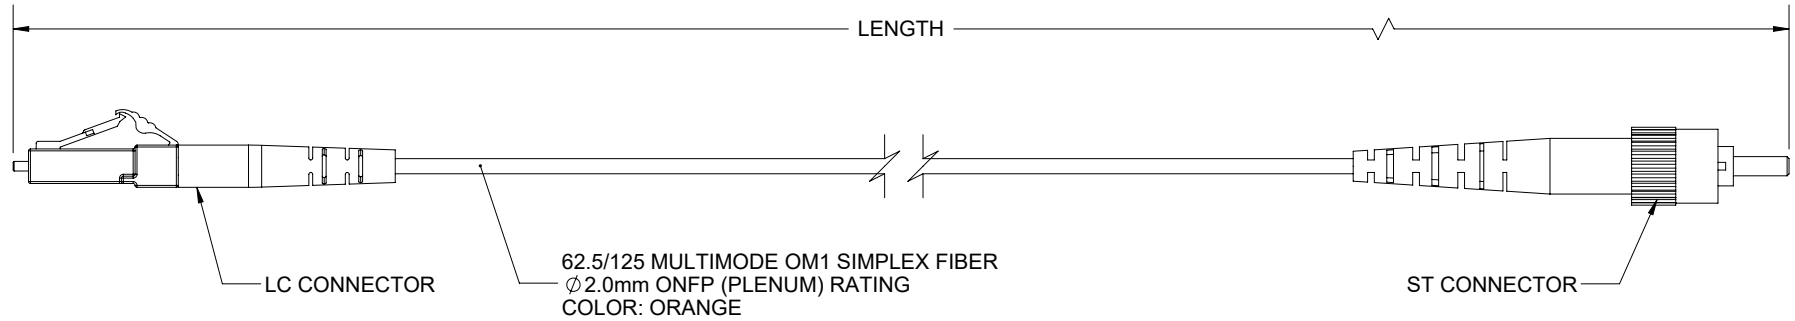 LENGTH
62.5/125 MULTIMODE OM1 SIMPLEX FIBER
∅2.0mm ONFP (PLENUM) RATING
COLOR: ORANGE
LC CONNECTOR
ST CONNECTOR